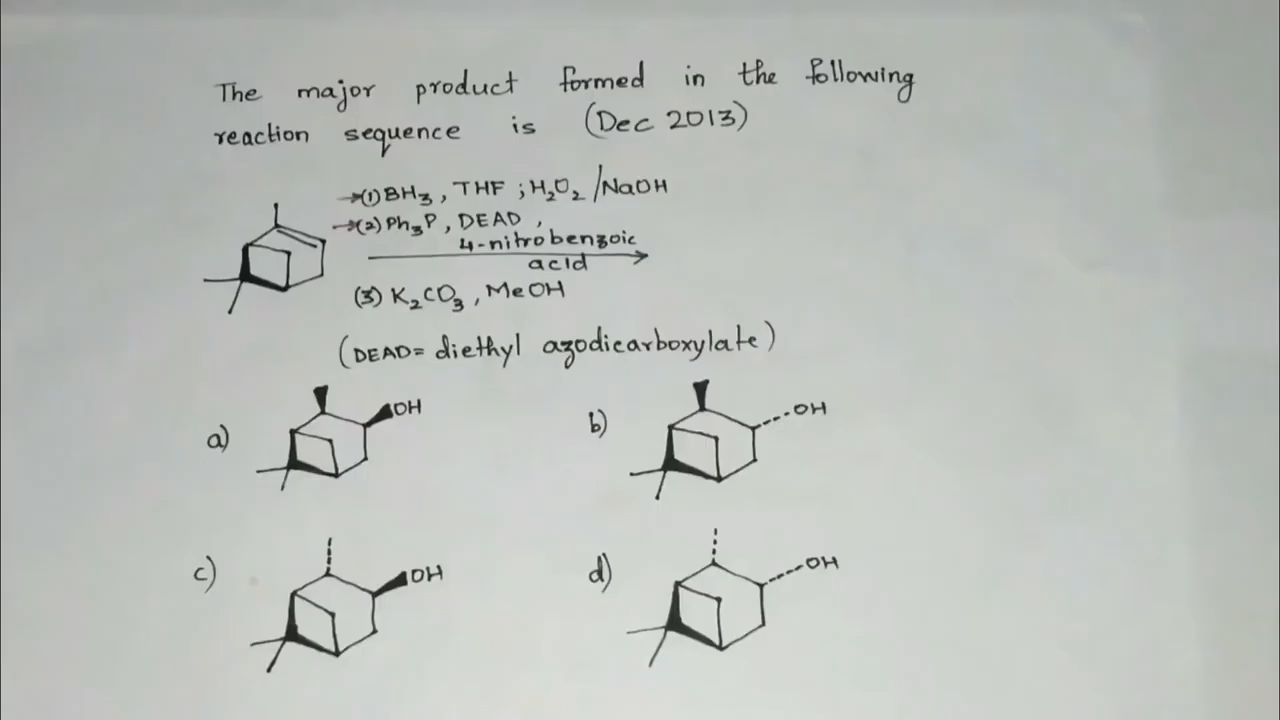 The major product formed in the following
reaction sequence is (Dec 2013)
→(1) BH3, THF ; H2O2 /NaOH
→(2) Ph3P, DEAD,
4-nitrobenzoic
acid
(3) K2CO3, MeOH
(DEAD= diethyl azodicarboxylate)
a) OH
b) OH
c) OH
d) OH